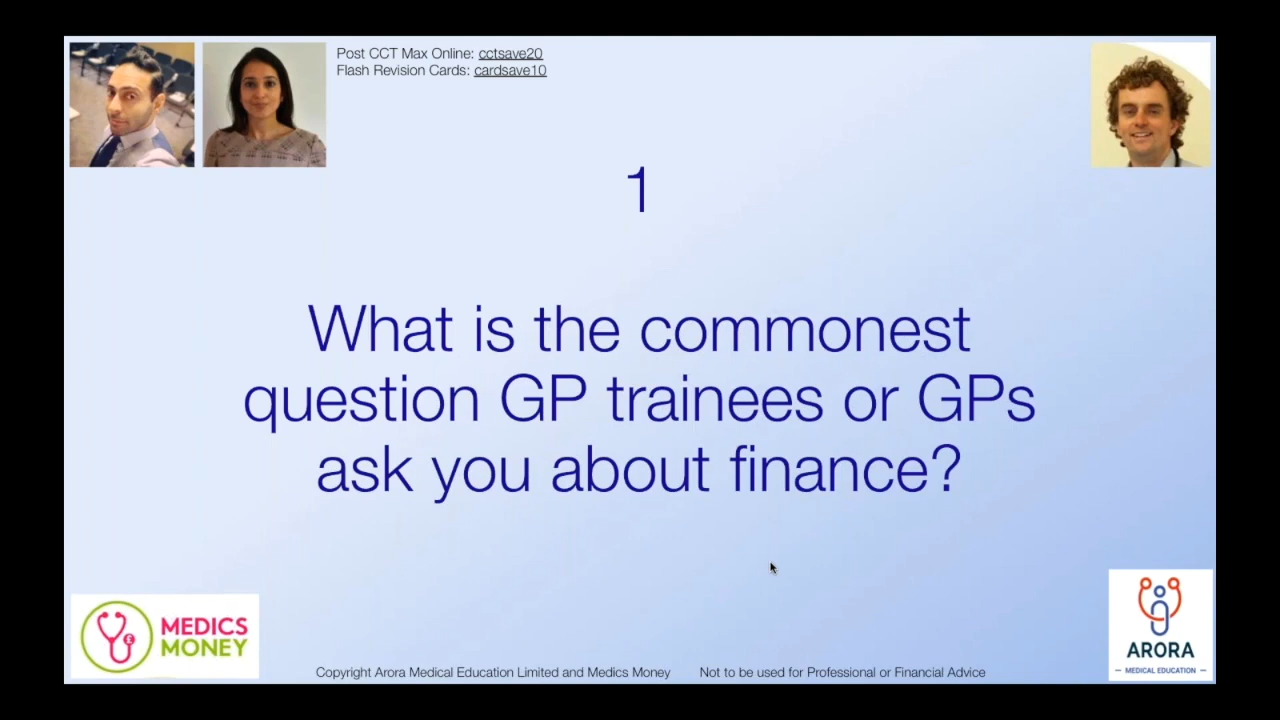 Post CCT Max Online: cctsave20
Flash Revision Cards: cardsave10
1
What is the commonest
question GP trainees or GPs
ask you about finance?
MEDICS
MONEY
ARORA
MEDICAL EDUCATION
Copyright Arora Medical Education Limited and Medics Money
Not to be used for Professional or Financial Advice